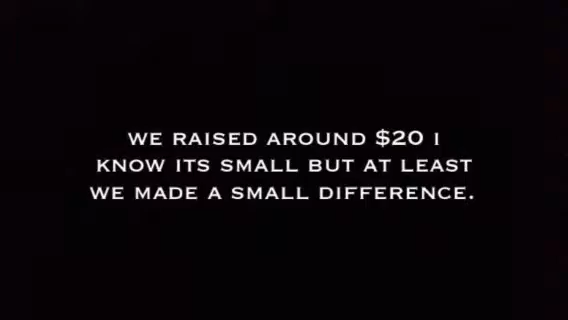 WE RAISED AROUND $20 I
KNOW ITS SMALL BUT AT LEAST
WE MADE A SMALL DIFFERENCE.